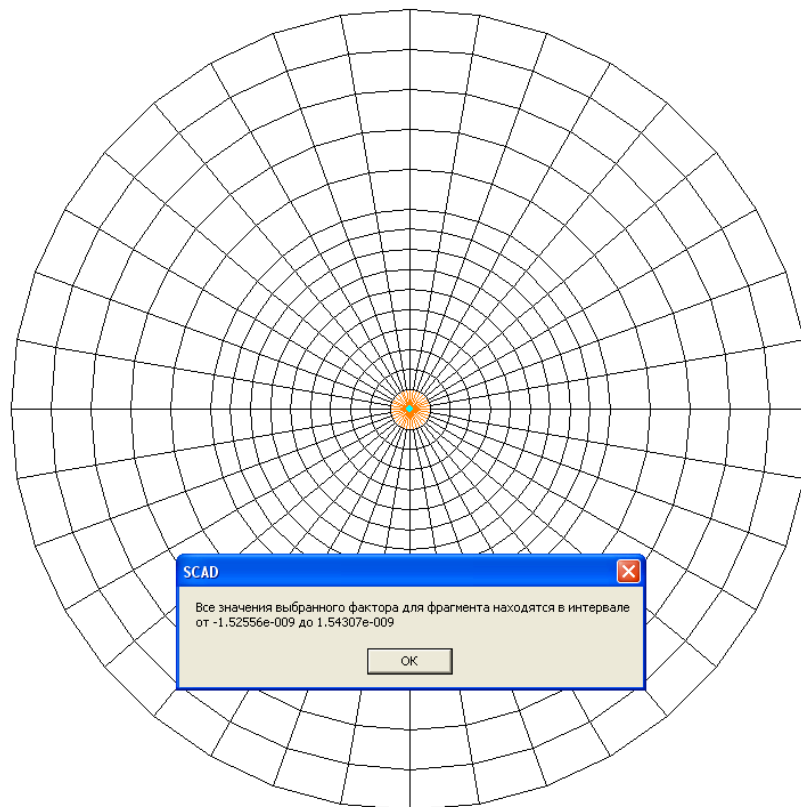 SCAD
Все значения выбранного фактора для фрагмента находятся в интервале
от -1.52556e-009 до 1.54307e-009
OK